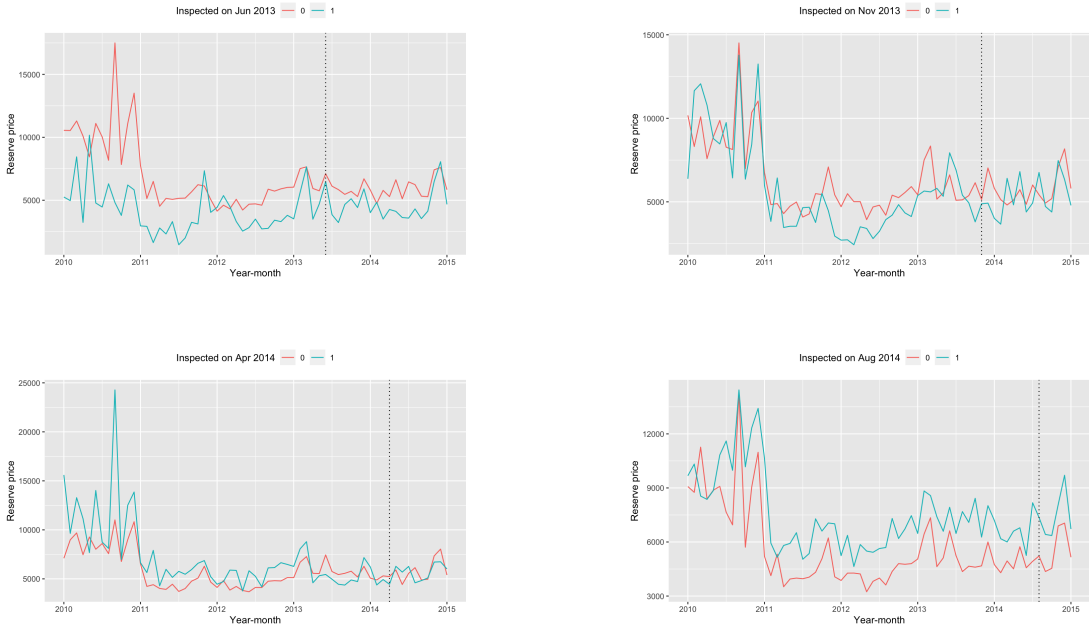 Inspected on Jun 2013 0 1
Reserve price
15000
10000
5000
2010 2011 2012 2013 2014 2015
Year-month
Inspected on Nov 2013 0 1
Reserve price
15000
10000
5000
2010 2011 2012 2013 2014 2015
Year-month
Inspected on Apr 2014 0 1
Reserve price
25000
20000
15000
10000
5000
2010 2011 2012 2013 2014 2015
Year-month
Inspected on Aug 2014 0 1
Reserve price
12000
9000
6000
3000
2010 2011 2012 2013 2014 2015
Year-month